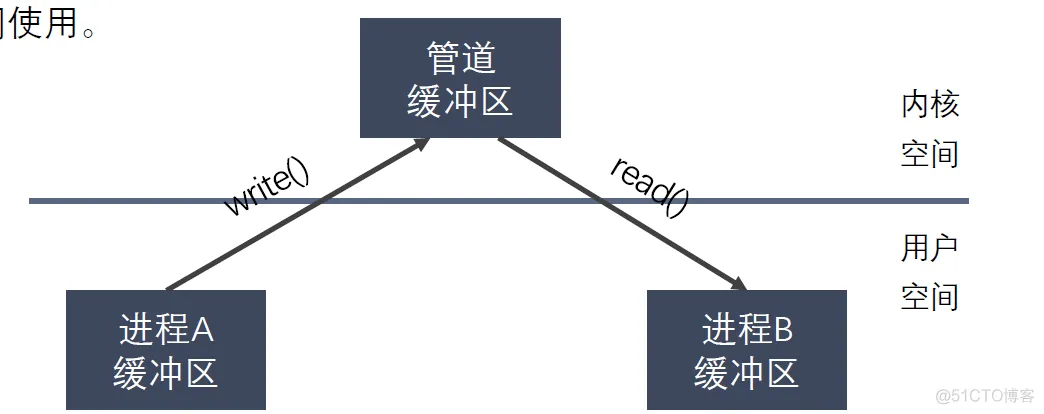 使用。
管道
缓冲区
内核
空间
write()
read()
用户
空间
进程A
缓冲区
进程B
缓冲区
@51CTO博客